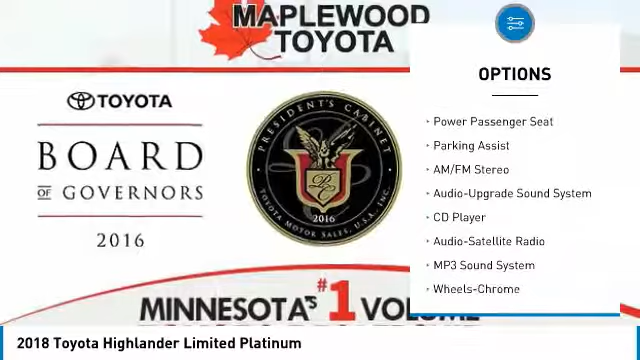 MAPLEWOOD
TOYOTA
TOYOTA
BOARD
OF GOVERNORS
2016
PRESIDENT'S CABINET
PC
2016
TOYOTA MOTOR SALES, U.S.A., INC.
MINNESOTA'S #1 VOLUME
OPTIONS
• Power Passenger Seat
• Parking Assist
• AM/FM Stereo
• Audio-Upgrade Sound System
• CD Player
• Audio-Satellite Radio
• MP3 Sound System
• Wheels-Chrome
2018 Toyota Highlander Limited Platinum